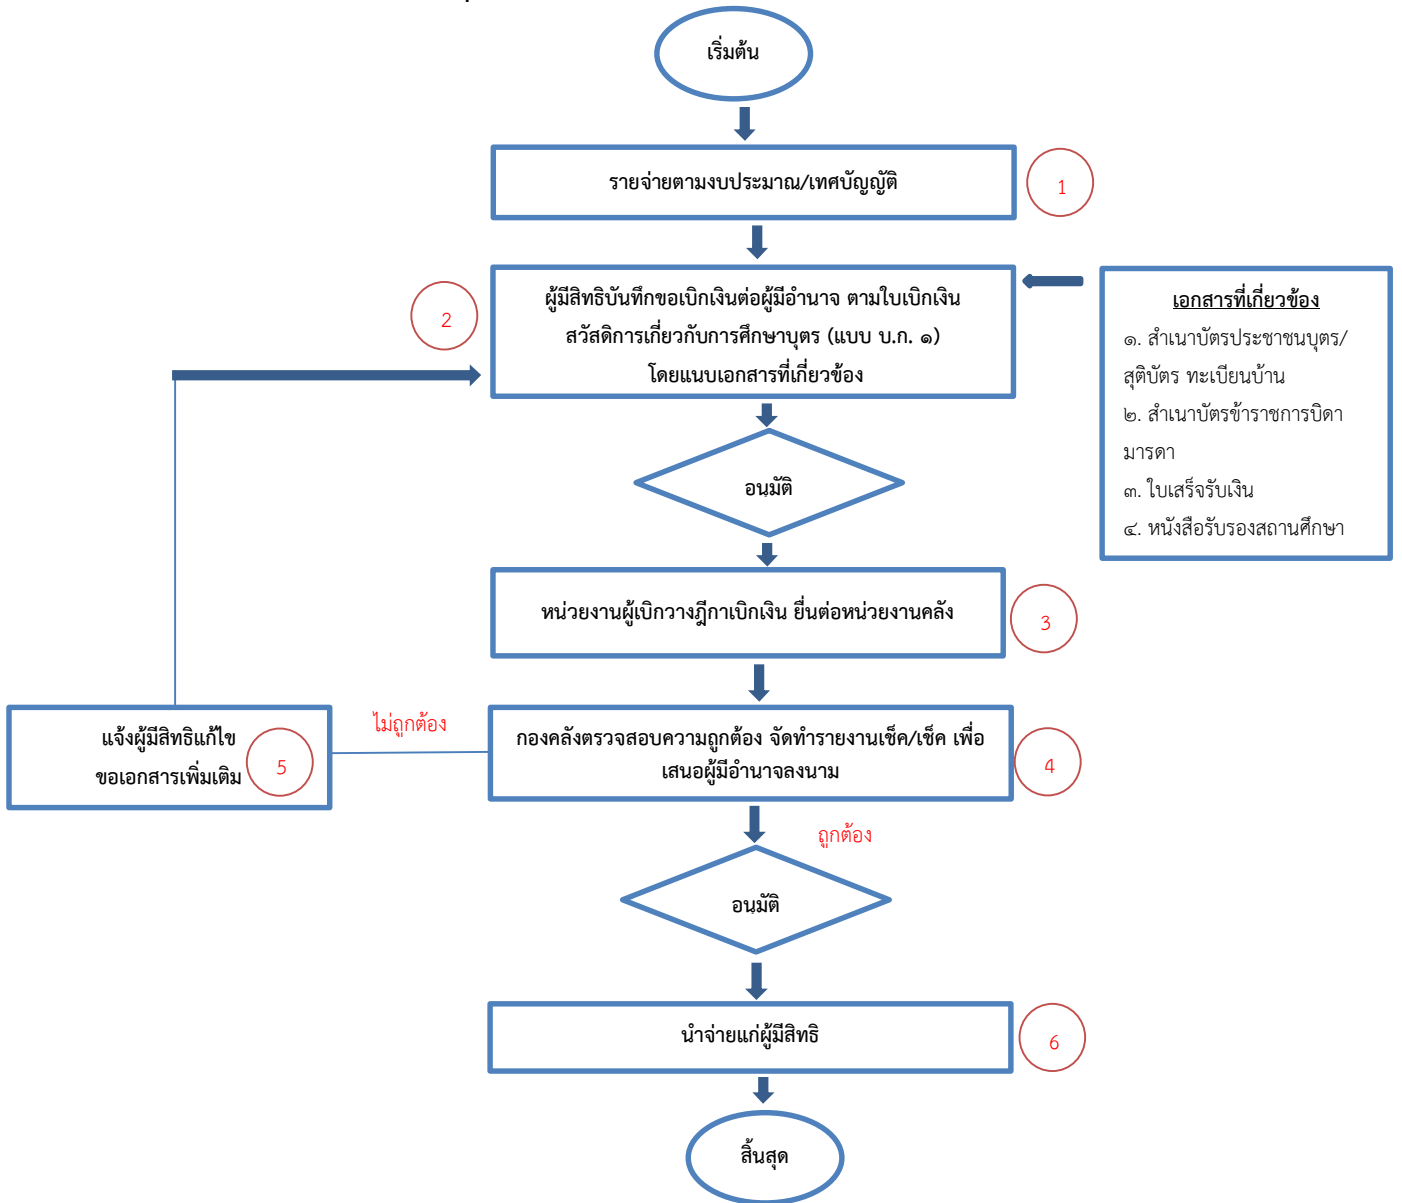 เริ่มต้น
รายจ่ายตามงบประมาณ/เทศบัญญัติ
1
ผู้มีสิทธิบันทึกขอเบิกเงินต่อผู้มีอำนาจ ตามใบเบิกเงิน
สวัสดิการเกี่ยวกับการศึกษาบุตร (แบบ บ.ก. ๑)
โดยแนบเอกสารที่เกี่ยวข้อง
2
เอกสารที่เกี่ยวข้อง
๑. สำเนาบัตรประชาชนบุตร/
สูติบัตร ทะเบียนบ้าน
๒. สำเนาบัตรข้าราชการบิดา
มารดา
๓. ใบเสร็จรับเงิน
๔. หนังสือรับรองสถานศึกษา
อนมัติ
หน่วยงานผู้เบิกวางฎีกาเบิกเงิน ยื่นต่อหน่วยงานคลัง
3
กองคลังตรวจสอบความถูกต้อง จัดทำรายงานเช็ค/เช็ค เพื่อ
เสนอผู้มีอำนาจลงนาม
4
ไม่ถูกต้อง
แจ้งผู้มีสิทธิแก้ไข
ขอเอกสารเพิ่มเติม
5
ถูกต้อง
อนมัติ
นำจ่ายแก่ผู้มีสิทธิ
6
สิ้นสุด